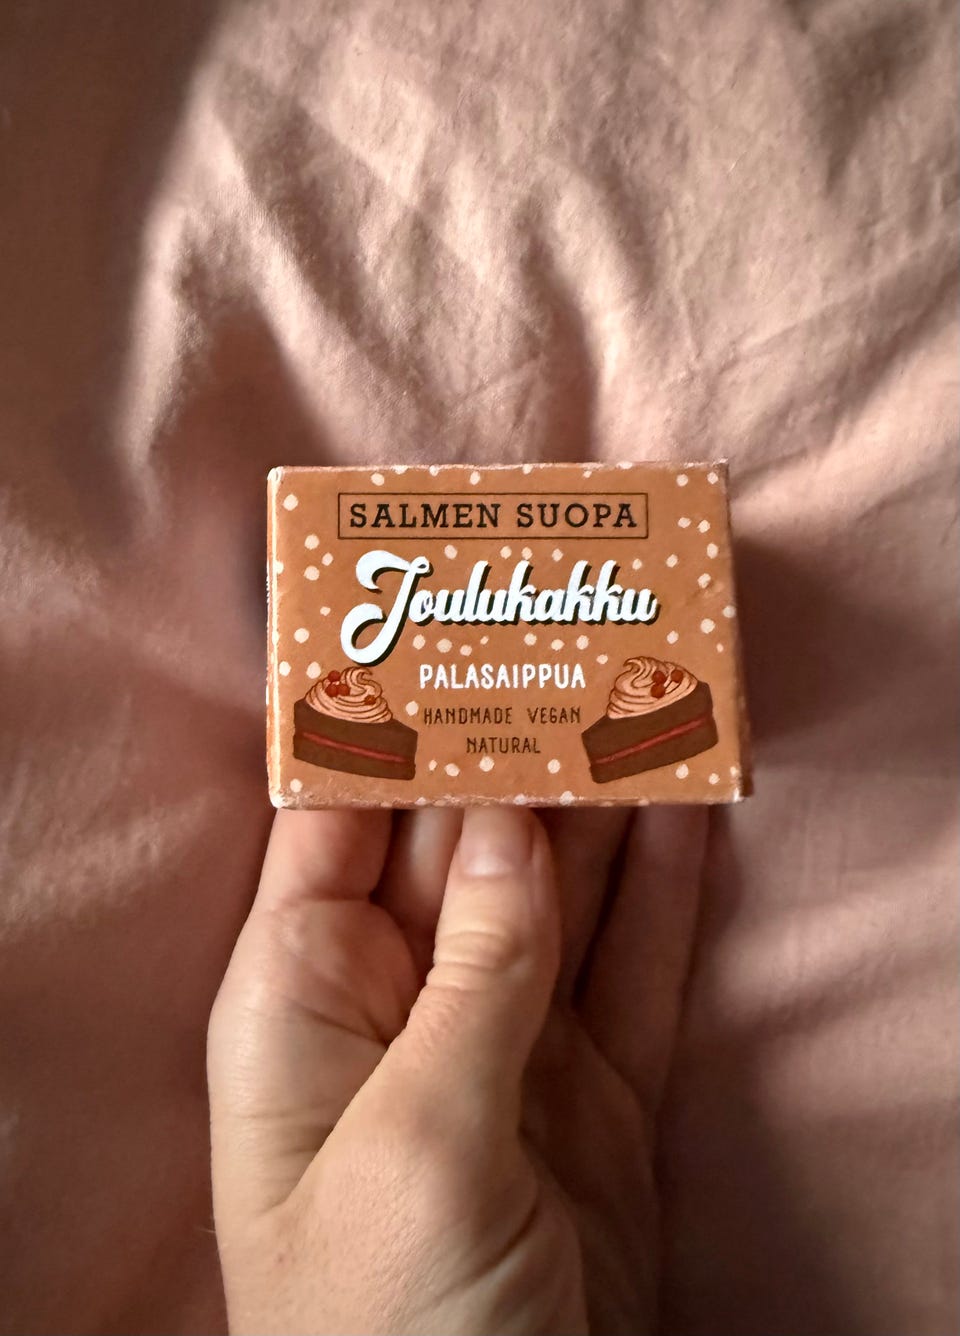 SALMEN SUOPA
Joulukakku
PALASAIPPUA
HANDMADE VEGAN
NATURAL